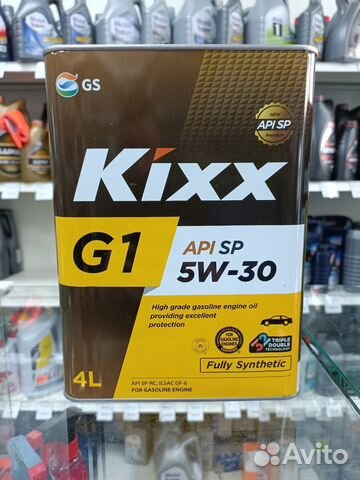 GS
NEW
API SP
Kixx
G1
API SP
5W-30
High grade gasoline engine oil
providing excellent
protection
FOR GASOLINE
ENGINES
TRIPLE
DOUBLE
TECHNOLOGY
Fully Synthetic
4L
API SP-RC, ILSAC GF-6
FOR GASOLINE ENGINE
Avito